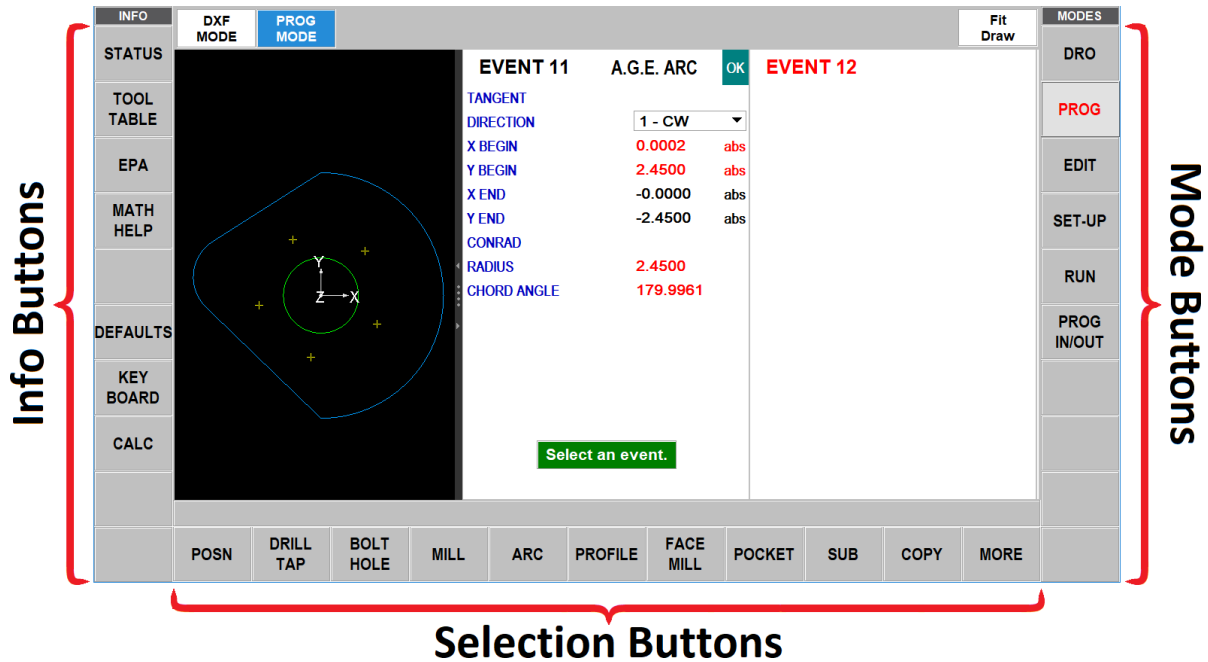 INFO
STATUS
TOOL
TABLE
EPA
MATH
HELP
DEFAULTS
KEY
BOARD
CALC
Info Buttons
DXF
MODE
PROG
MODE
Fit
Draw
Y
Z
X
EVENT 11 A.G.E. ARC OK
TANGENT
DIRECTION 1 - CW
X BEGIN 0.0002 abs
Y BEGIN 2.4500 abs
X END -0.0000 abs
Y END -2.4500 abs
CONRAD
RADIUS 2.4500
CHORD ANGLE 179.9961
Select an event.
EVENT 12
MODES
DRO
PROG
EDIT
SET-UP
RUN
PROG
IN/OUT
Mode Buttons
POSN
DRILL
TAP
BOLT
HOLE
MILL
ARC
PROFILE
FACE
MILL
POCKET
SUB
COPY
MORE
Selection Buttons